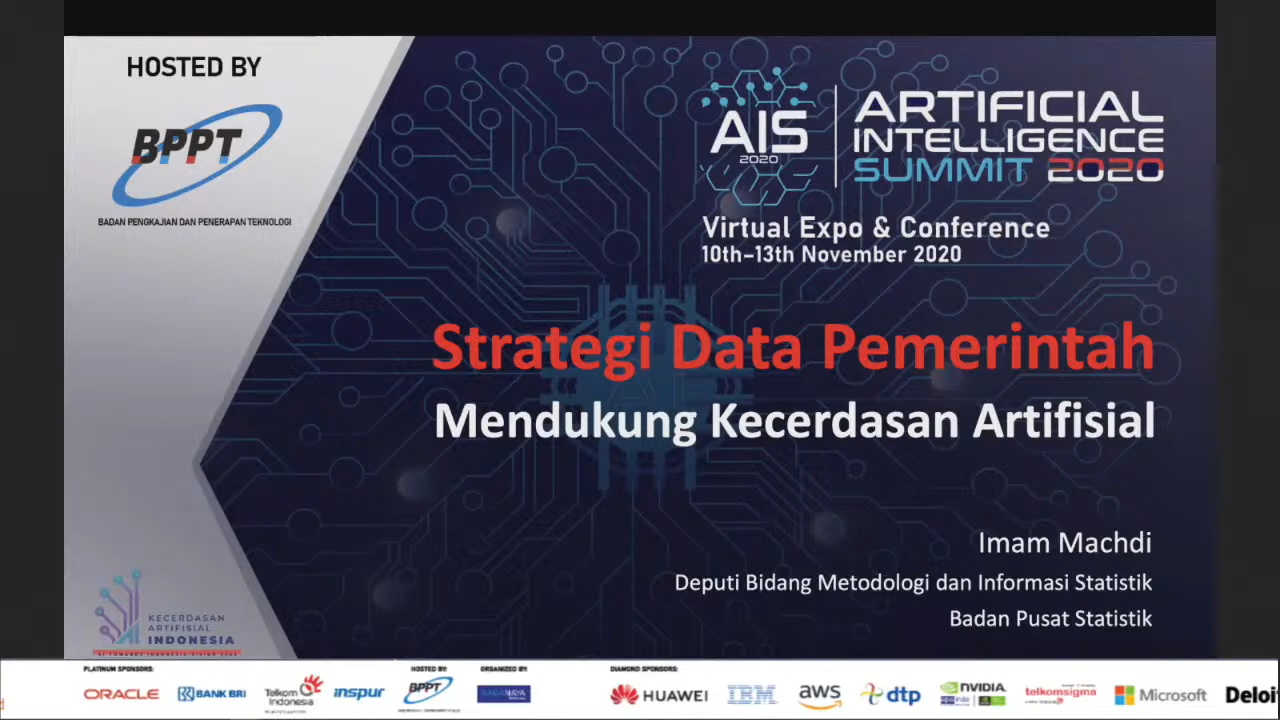 HOSTED BY
BPPT
BADAN PENGKAJIAN DAN PENERAPAN TEKNOLOGI
AIS
2020
ARTIFICIAL
INTELLIGENCE
SUMMIT 2020
Virtual Expo & Conference
10th-13th November 2020
Strategi Data Pemerintah
Mendukung Kecerdasan Artifisial
Imam Machdi
Deputi Bidang Metodologi dan Informasi Statistik
Badan Pusat Statistik
KECERDASAN
ARTIFISIAL
INDONESIA
PLATINUM SPONSORS:
HOSTED BY:
ORGANIZED BY:
DIAMOND SPONSORS:
ORACLE
BANK BRI
Telkom
Indonesia
inspur
BPPT
HUAWEI
IBM
aws
dtp
NVIDIA
telkomsigma
Microsoft
Deloi